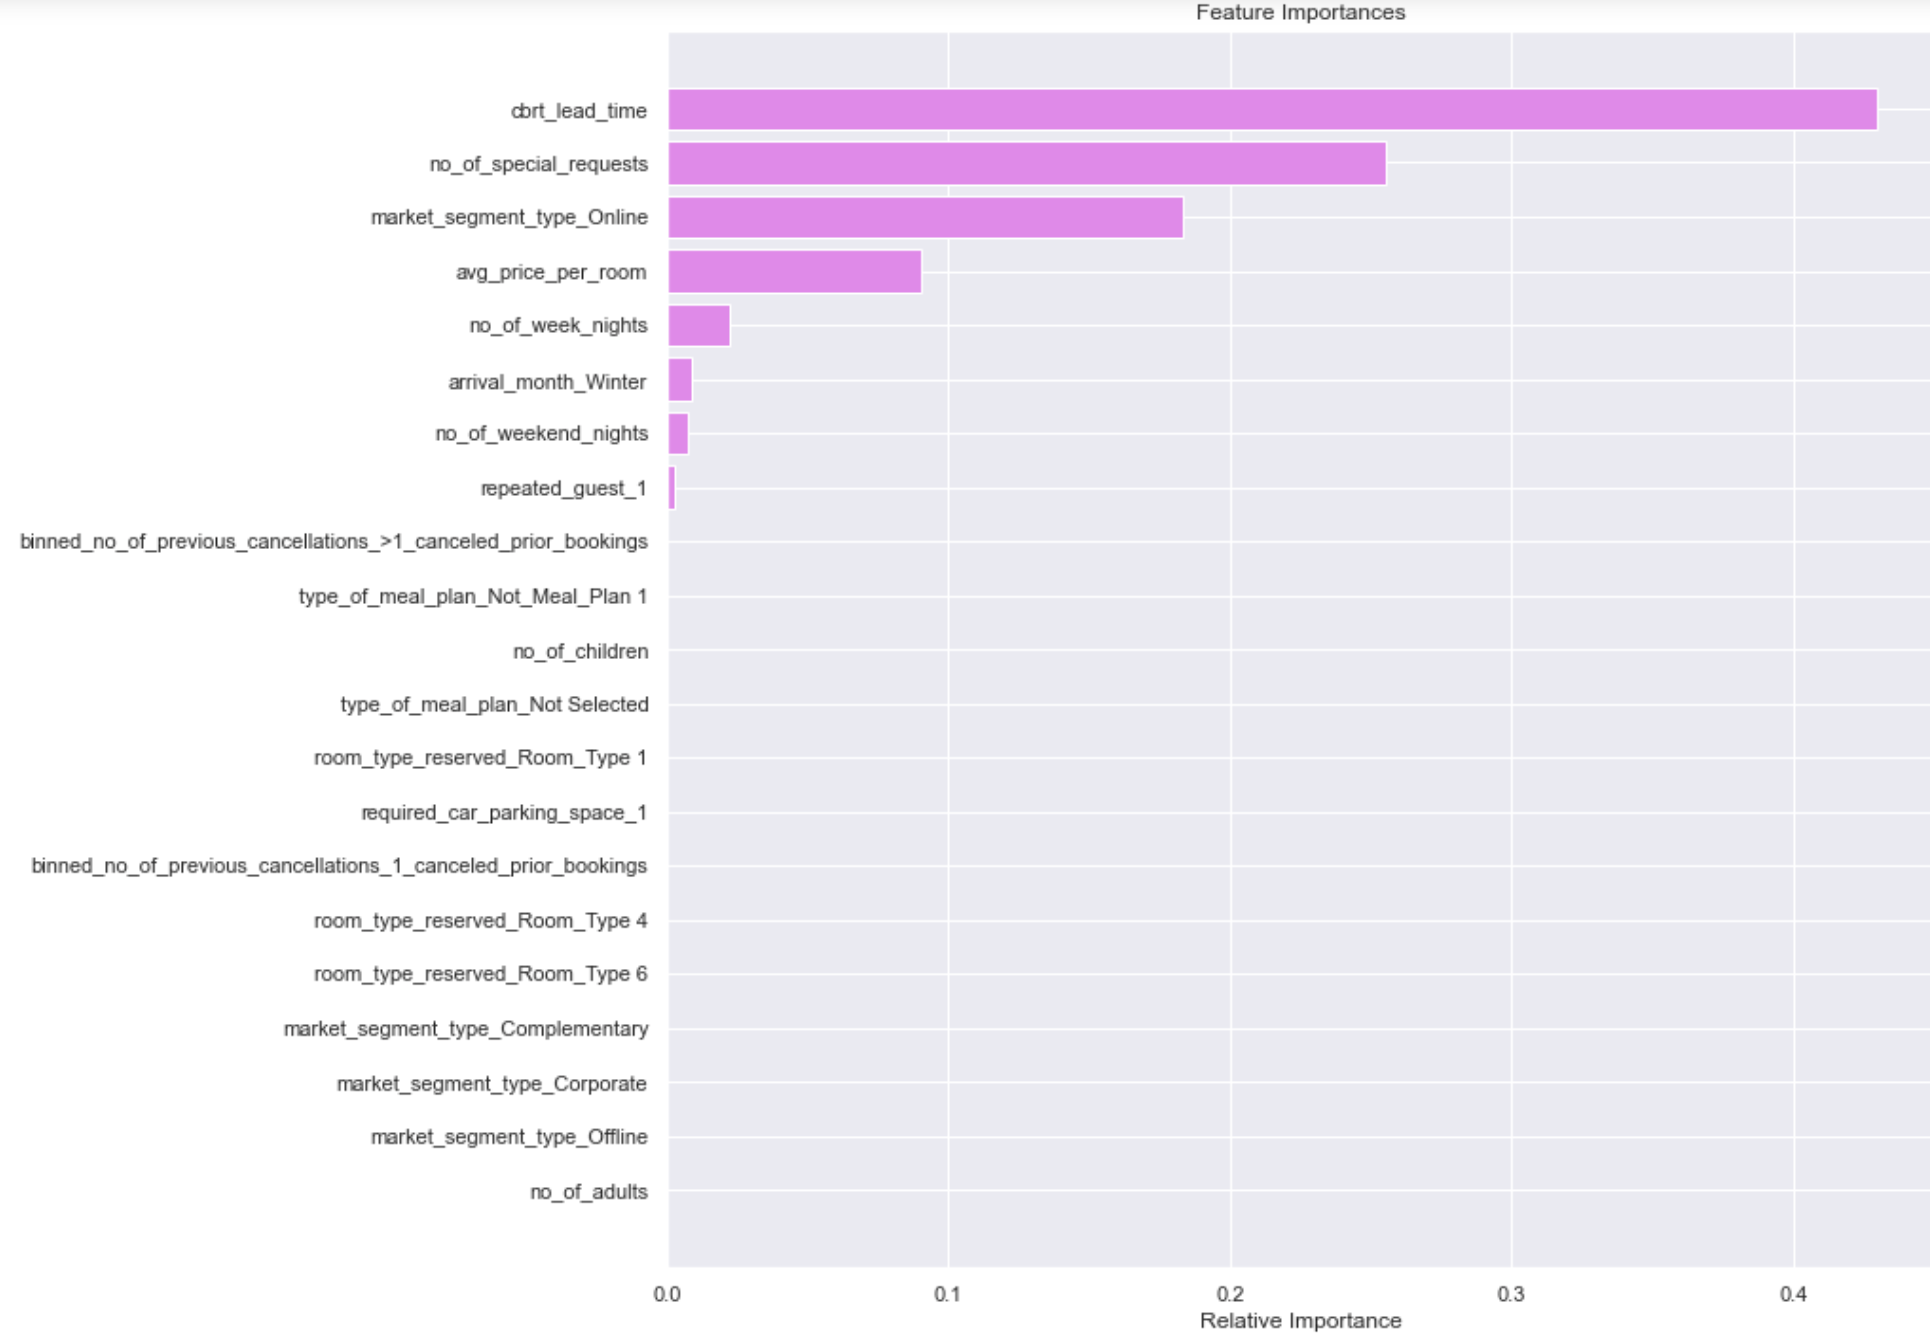 Feature Importances
cbrt_lead_time
no_of_special_requests
market_segment_type_Online
avg_price_per_room
no_of_week_nights
arrival_month_Winter
no_of_weekend_nights
repeated_guest_1
binned_no_of_previous_cancellations_>1_canceled_prior_bookings
type_of_meal_plan_Not_Meal_Plan 1
no_of_children
type_of_meal_plan_Not Selected
room_type_reserved_Room_Type 1
required_car_parking_space_1
binned_no_of_previous_cancellations_1_canceled_prior_bookings
room_type_reserved_Room_Type 4
room_type_reserved_Room_Type 6
market_segment_type_Complementary
market_segment_type_Corporate
market_segment_type_Offline
no_of_adults
0.0 0.1 0.2 0.3 0.4
Relative Importance